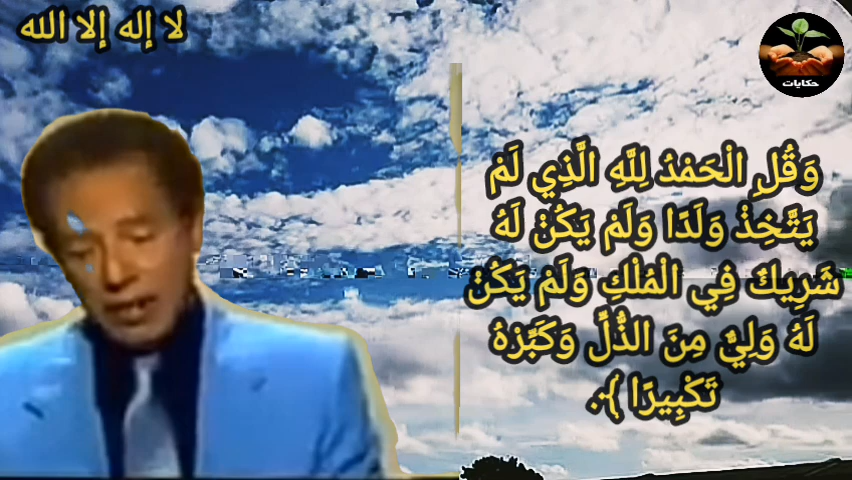 لا إله إلا الله
حكايات
وَقُلِ الْحَمْدُ لِلَّهِ الَّذِي لَمْ
يَتَّخِذْ وَلَدًا وَلَمْ يَكُنْ لَهُ
شَرِيكٌ فِي الْمُلْكِ وَلَمْ يَكُنْ
لَهُ وَلِيٌّ مِنَ الذُّلِّ وَكَبِّرْهُ
تَكْبِيرًا ﴾.